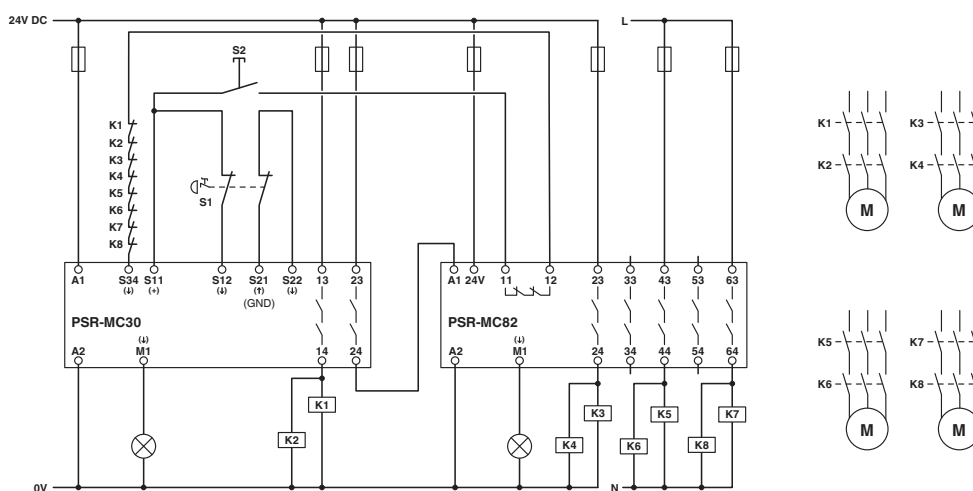 24V DC
L
S2
K1
K2
K3
K4
K5
K6
K7
K8
S1
A1 S34 S11 S12 S21 S22 13 23
(↓) (+) (↓) (↑) (↓)
(GND)
PSR-MC30
(↓)
A2 M1 14 24
A1 24V 11 12 23 33 43 53 63
PSR-MC82
(↓)
A2 M1 24 34 44 54 64
K1
K2
K3
K4
K5
K6
K7
K8
0V
N
K1 K3
K2 K4
M M
K5 K7
K6 K8
M M